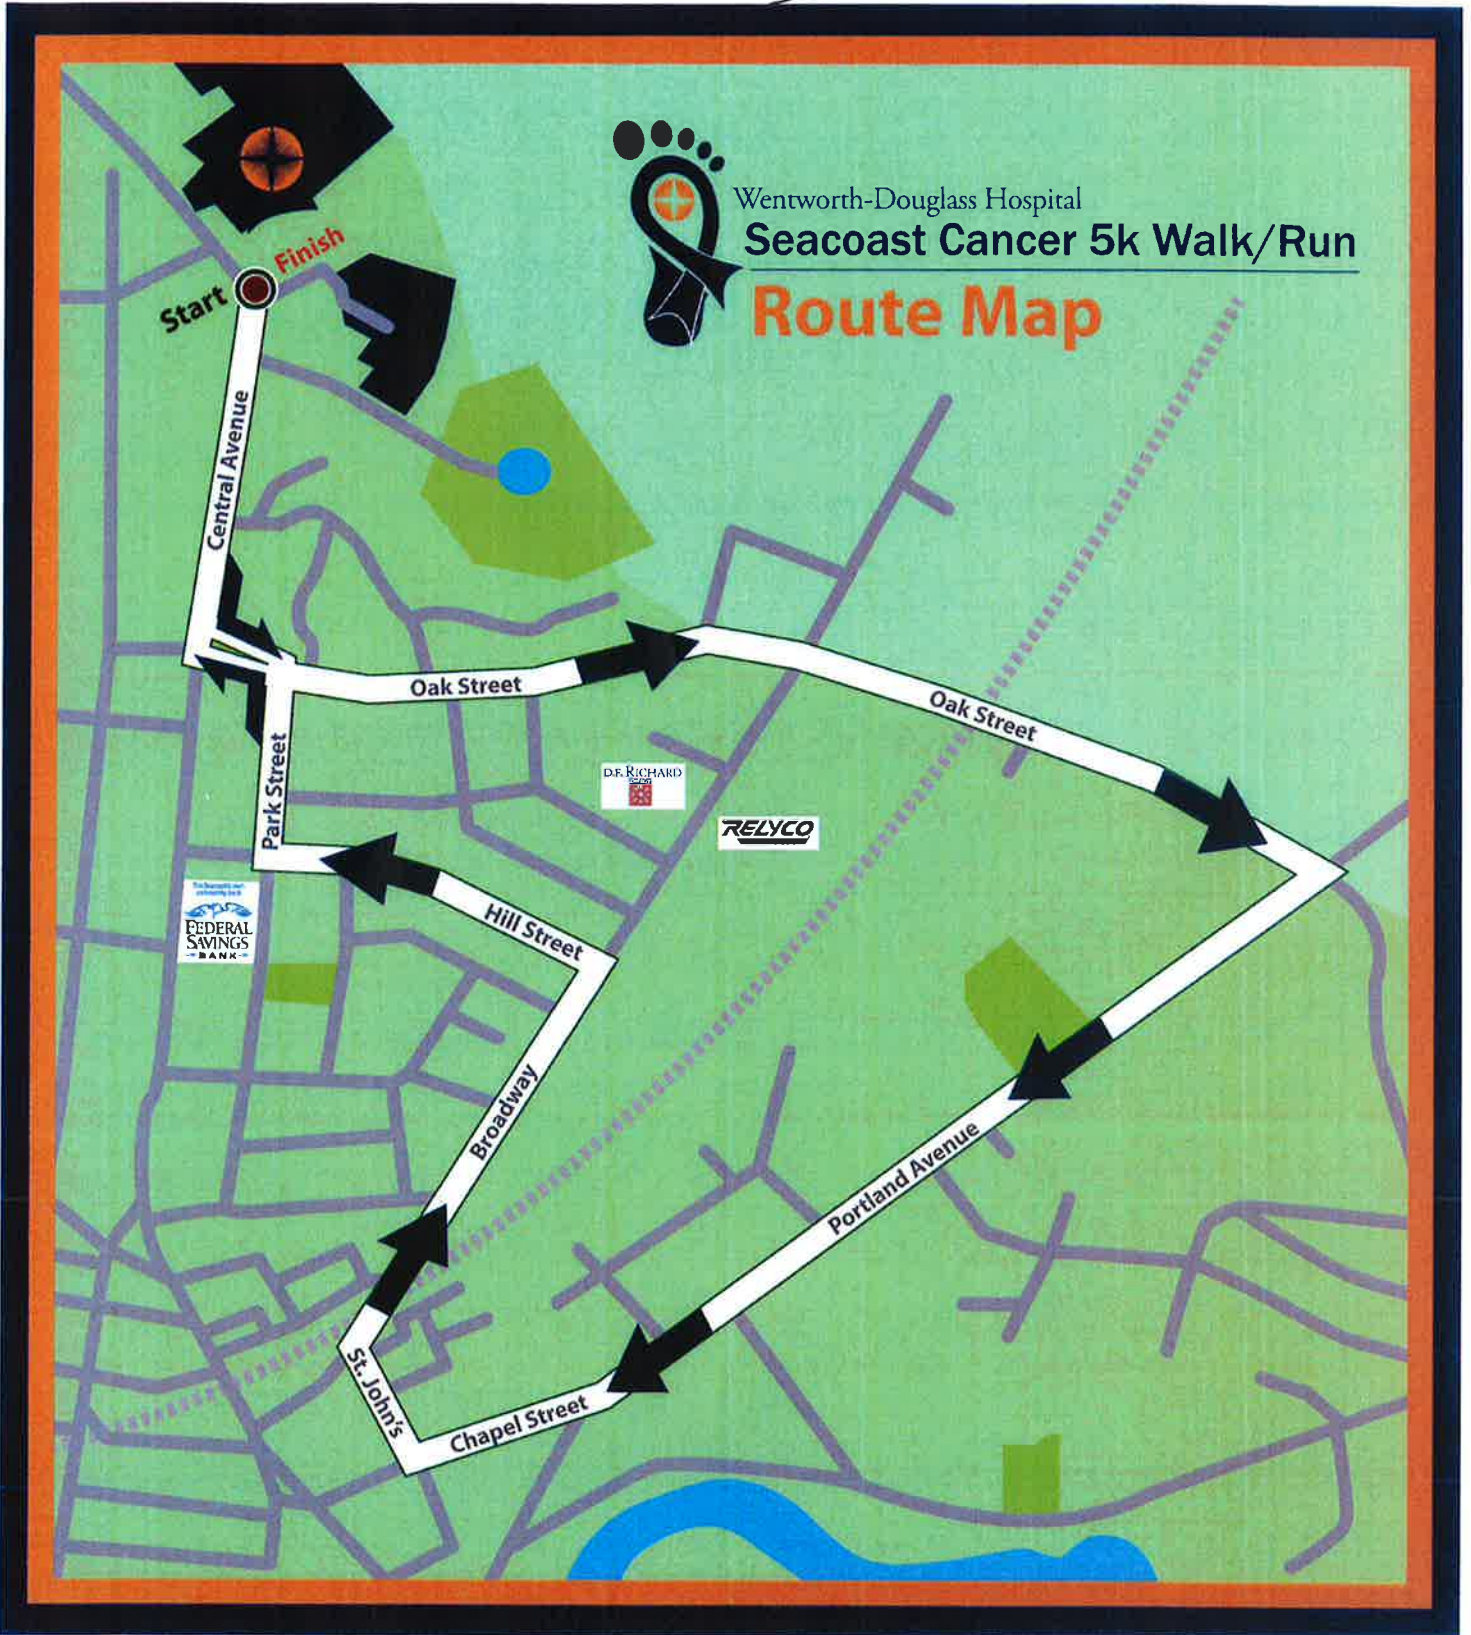 Wentworth-Douglass Hospital
Seacoast Cancer 5k Walk/Run
Route Map
Finish
Start
Central Avenue
Oak Street
Oak Street
Park Street
D.F. RICHARD
RELYCO
Hill Street
FEDERAL
SAVINGS
BANK
Broadway
Portland Avenue
St. John's
Chapel Street